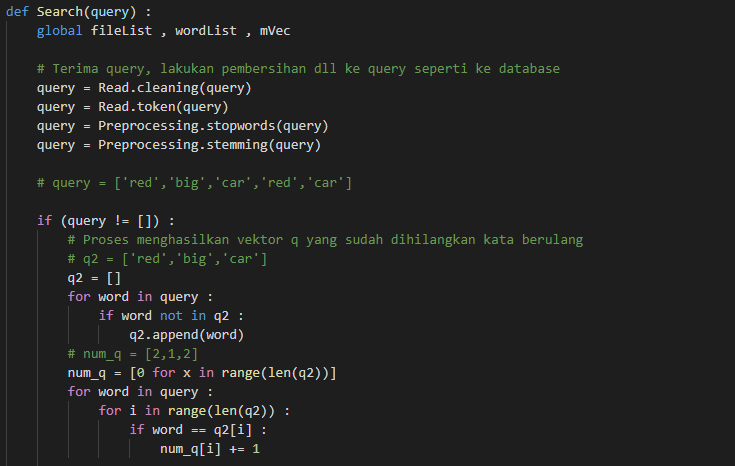 def Search(query) :
    global fileList , wordList , mVec
    # Terima query, lakukan pembersihan dll ke query seperti ke database
    query = Read.cleaning(query)
    query = Read.token(query)
    query = Preprocessing.stopwords(query)
    query = Preprocessing.stemming(query)
    # query = ['red','big','car','red','car']
    if (query != []) :
        # Proses menghasilkan vektor q yang sudah dihilangkan kata berulang
        # q2 = ['red','big','car']
        q2 = []
        for word in query :
            if word not in q2 :
                q2.append(word)
        # num_q = [2,1,2]
        num_q = [0 for x in range(len(q2))]
        for word in query :
            for i in range(len(q2)) :
                if word == q2[i] :
                    num_q[i] += 1